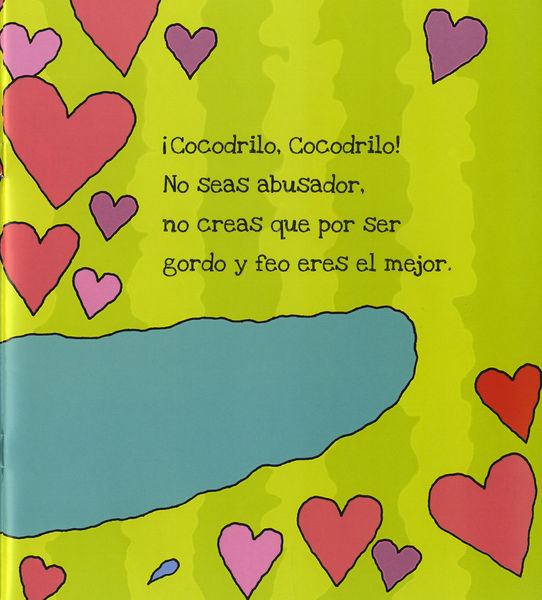 ¡Cocodrilo, Cocodrilo!
No seas abusador,
no creas que por ser
gordo y feo eres el mejor.